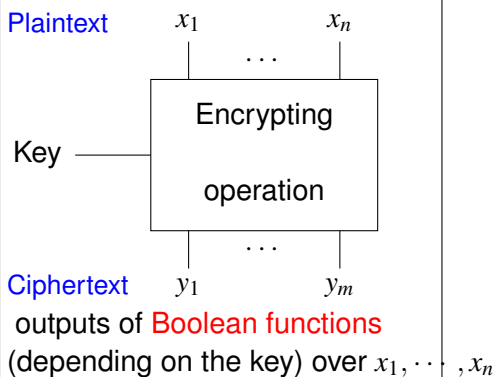 Plaintext x₁ xₙ
⋯
Encrypting
Key
operation
⋯
Ciphertext y₁ yₘ
outputs of Boolean functions
(depending on the key) over x₁, ⋯ , xₙ